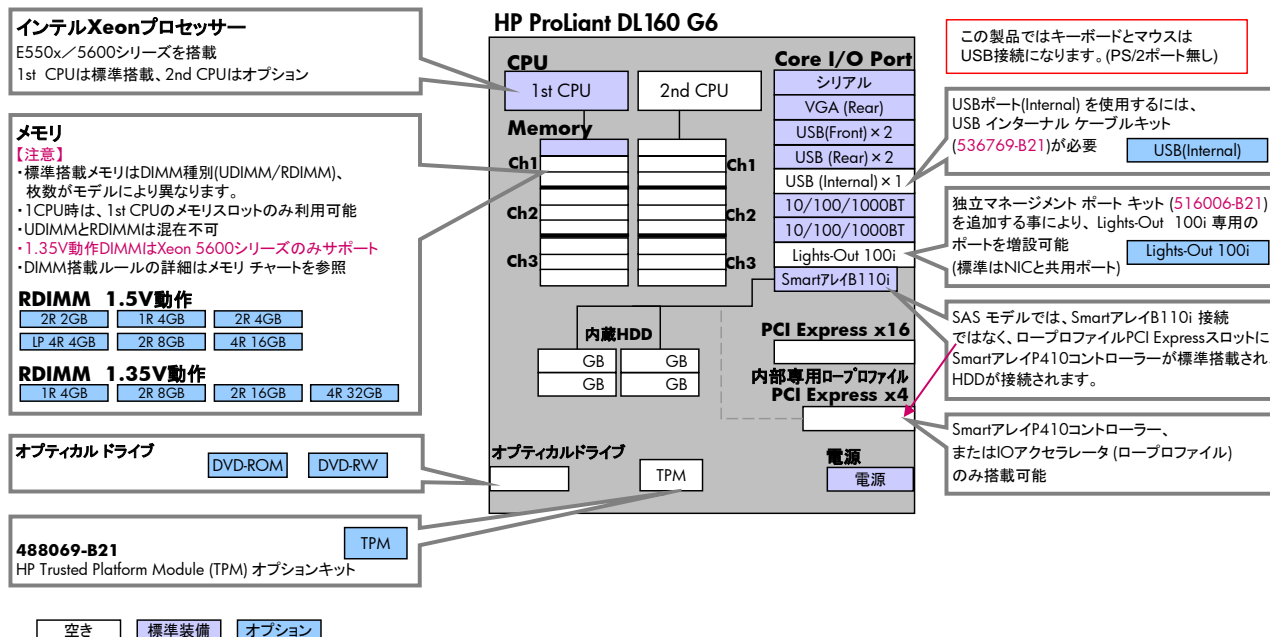 インテルXeonプロセッサー
E550x／5600シリーズを搭載
1st CPUは標準搭載、2nd CPUはオプション
メモリ
【注意】
・標準搭載メモリはDIMM種別(UDIMM/RDIMM)、
枚数がモデルにより異なります。
・1CPU時は、1st CPUのメモリスロットのみ利用可能
・UDIMMとRDIMMは混在不可
・1.35V動作DIMMはXeon 5600シリーズのみサポート
・DIMM搭載ルールの詳細はメモリ チャートを参照
RDIMM 1.5V動作
2R 2GB 1R 4GB 2R 4GB
LP 4R 4GB 2R 8GB 4R 16GB
RDIMM 1.35V動作
1R 4GB 2R 8GB 2R 16GB 4R 32GB
オプティカルドライブ
DVD-ROM DVD-RW
TPM
488069-B21
HP Trusted Platform Module (TPM) オプションキット
空き 標準装備 オプション
HP ProLiant DL160 G6
CPU
1st CPU 2nd CPU
Memory
Ch1 Ch1
Ch2 Ch2
Ch3 Ch3
内蔵HDD
GB GB
GB GB
オプティカルドライブ
TPM
Core I/O Port
シリアル
VGA (Rear)
USB(Front)×2
USB (Rear)×2
USB (Internal)×1
10/100/1000BT
10/100/1000BT
Lights-Out 100i
SmartアレイB110i
PCI Express x16
内部専用ロープロファイル
PCI Express x4
電源
電源
この製品ではキーボードとマウスは
USB接続になります。(PS/2ポート無し)
USBポート(Internal) を使用するには、
USB インターナル ケーブルキット
(536769-B21)が必要
USB(Internal)
独立マネージメント ポート キット (516006-B21)
を追加する事により、Lights-Out 100i 専用の
ポートを増設可能
(標準はNICと共用ポート)
Lights-Out 100i
SAS モデルでは、SmartアレイB110i 接続
ではなく、ロープロファイルPCI Expressスロットに
SmartアレイP410コントローラーが標準搭載され
HDDが接続されます。
SmartアレイP410コントローラー、
またはIOアクセラレータ (ロープロファイル)
のみ搭載可能